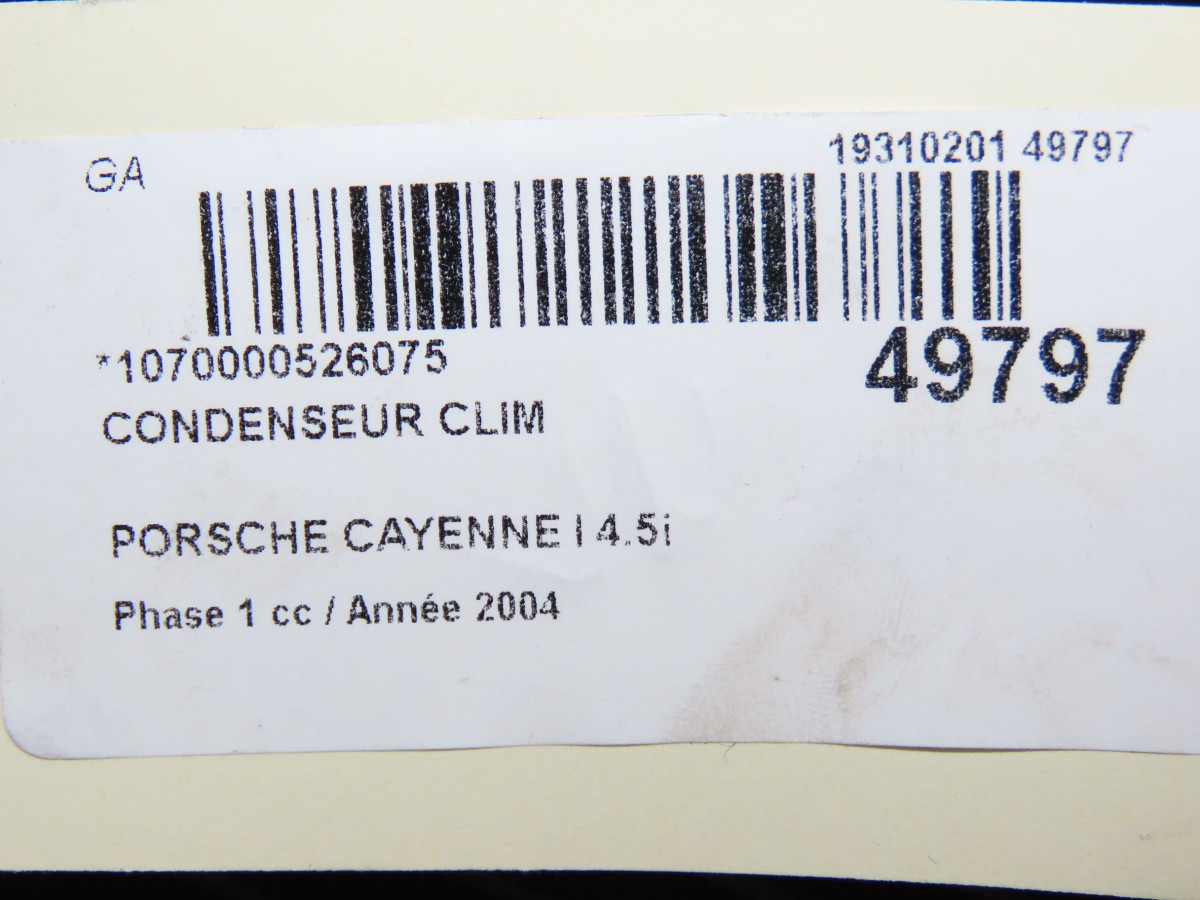 GA
19310201 49797
*1070000526075
49797
CONDENSEUR CLIM
PORSCHE CAYENNE I 4.5i
Phase 1 cc / Année 2004